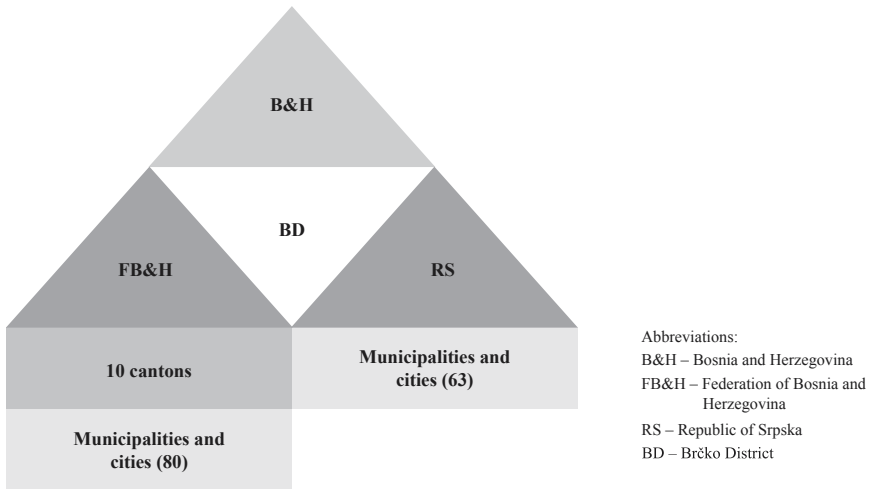 B&H
BD
FB&H
RS
10 cantons
Municipalities and
cities (63)
Municipalities and
cities (80)
Abbreviations:
B&H – Bosnia and Herzegovina
FB&H – Federation of Bosnia and
Herzegovina
RS – Republic of Srpska
BD – Brčko District